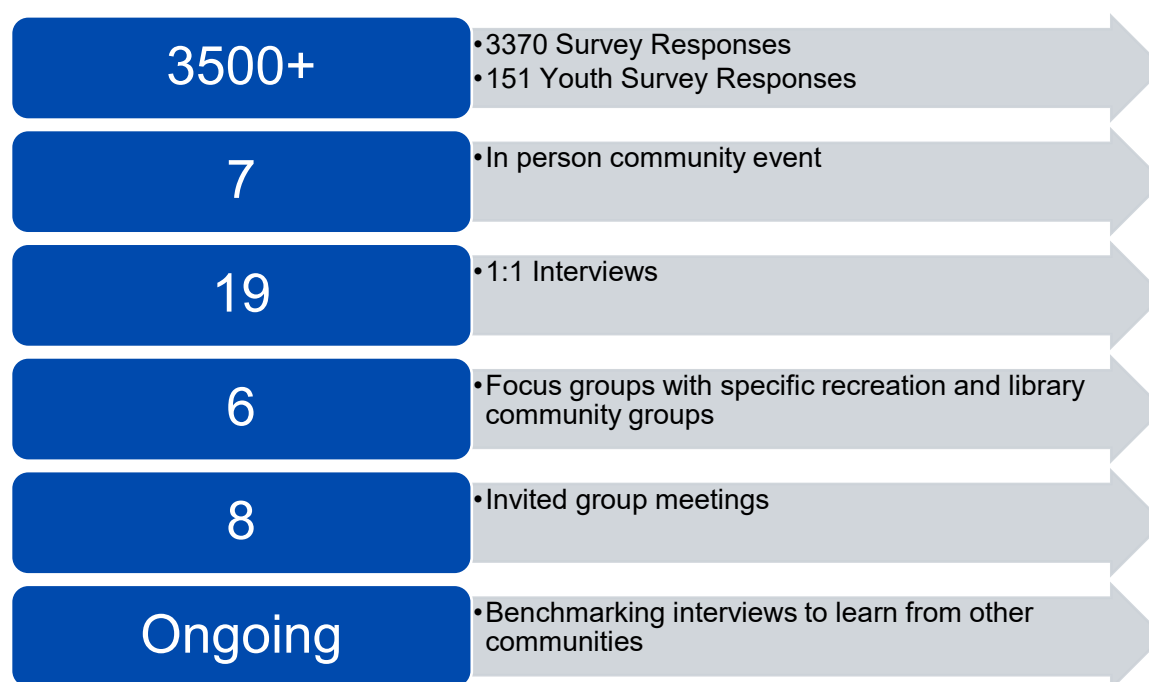 3500+
•3370 Survey Responses
•151 Youth Survey Responses
7
•In person community event
19
•1:1 Interviews
6
•Focus groups with specific recreation and library
community groups
8
•Invited group meetings
Ongoing
•Benchmarking interviews to learn from other
communities